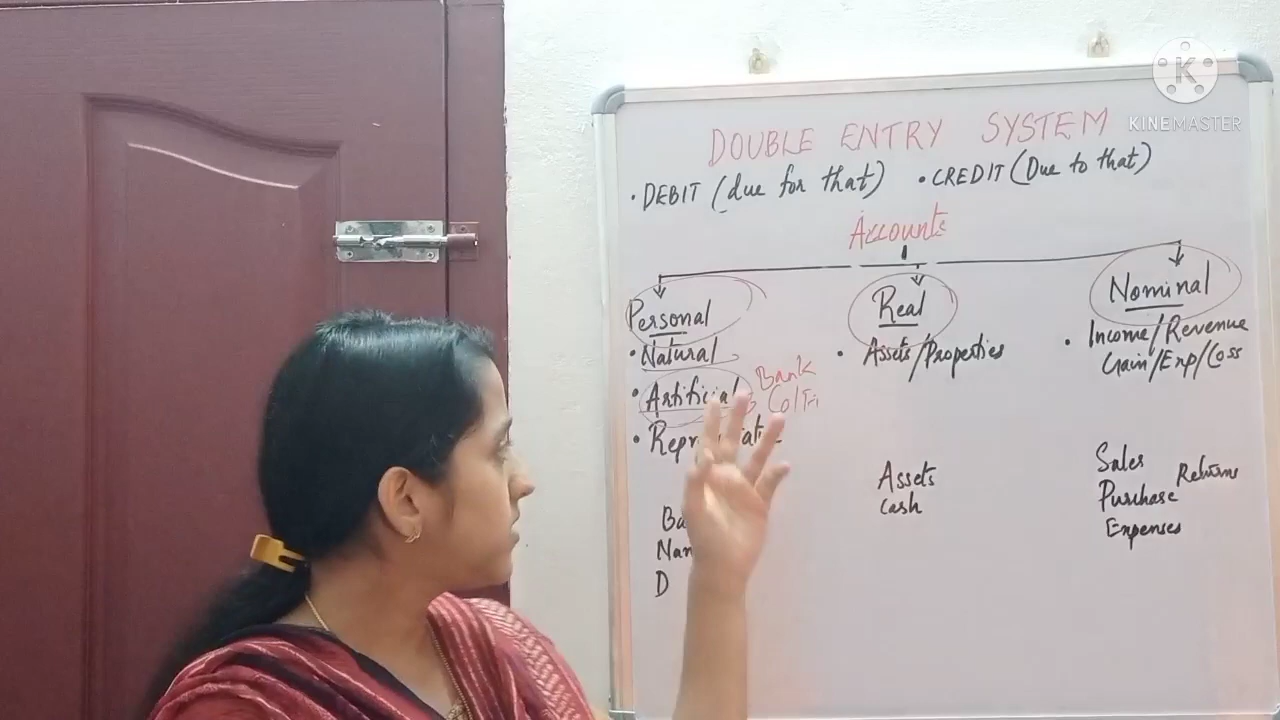 KINEMASTER
DOUBLE ENTRY SYSTEM
• DEBIT (due for that) • CREDIT (Due to that)
Accounts
Personal
• Natural
• Artificial
Bank
Real
• Assets/Properties
Assets
Cash
Nominal
• Income/Revenue
Gain/Exp/Loss
Sales
Returns
Purchase
Expenses